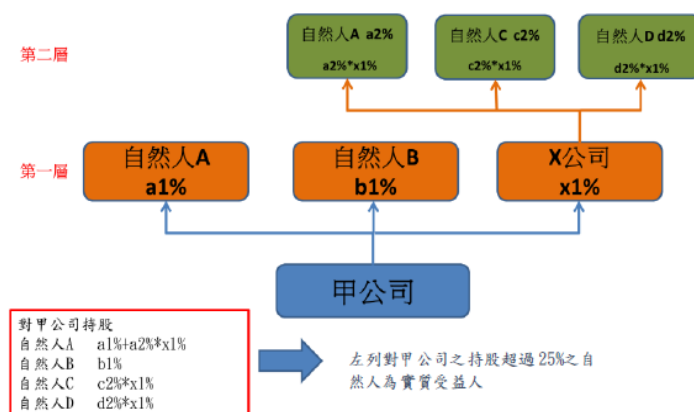 第二層
自然人A a2%
a2%*x1%
自然人C c2%
c2%*x1%
自然人D d2%
d2%*x1%
第一層
自然人A
a1%
自然人B
b1%
X公司
x1%
甲公司
對甲公司持股
自然人A a1%+a2%*x1%
自然人B b1%
自然人C c2%*x1%
自然人D d2%*x1%
左列對甲公司之持股超過 25%之自
然人為實質受益人